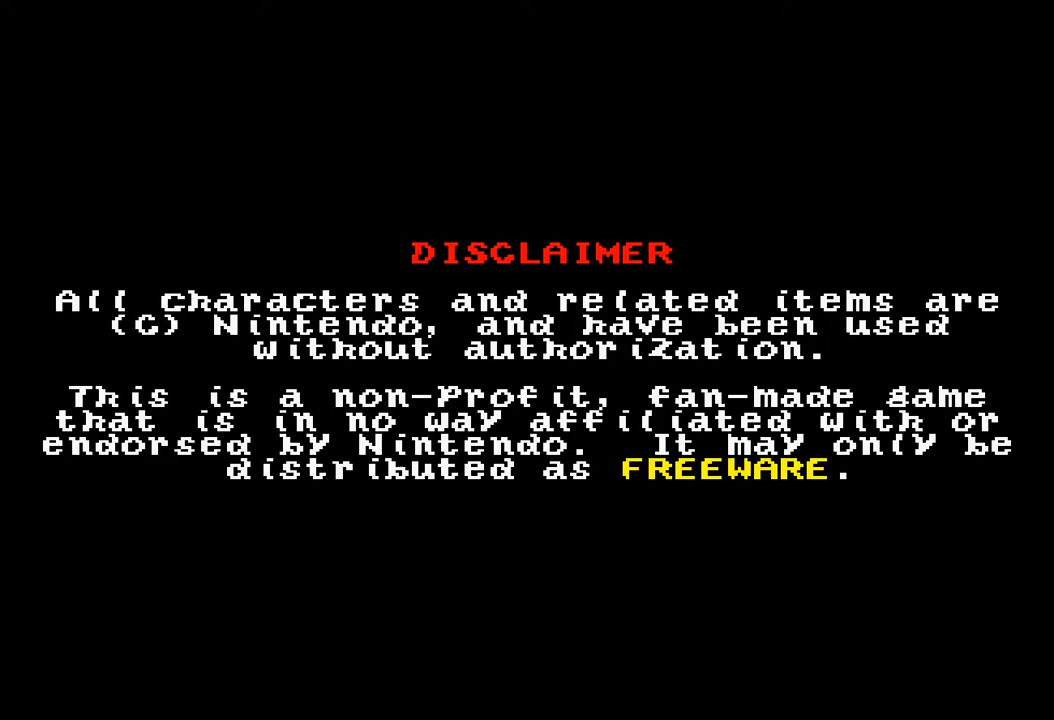 DISCLAIMER
All characters and related items are
(C) Nintendo, and have been used
without authorization.
This is a non-Profit, fan-made game
that is in no way affiliated with or
endorsed by Nintendo. It may only be
distributed as FREEWARE.